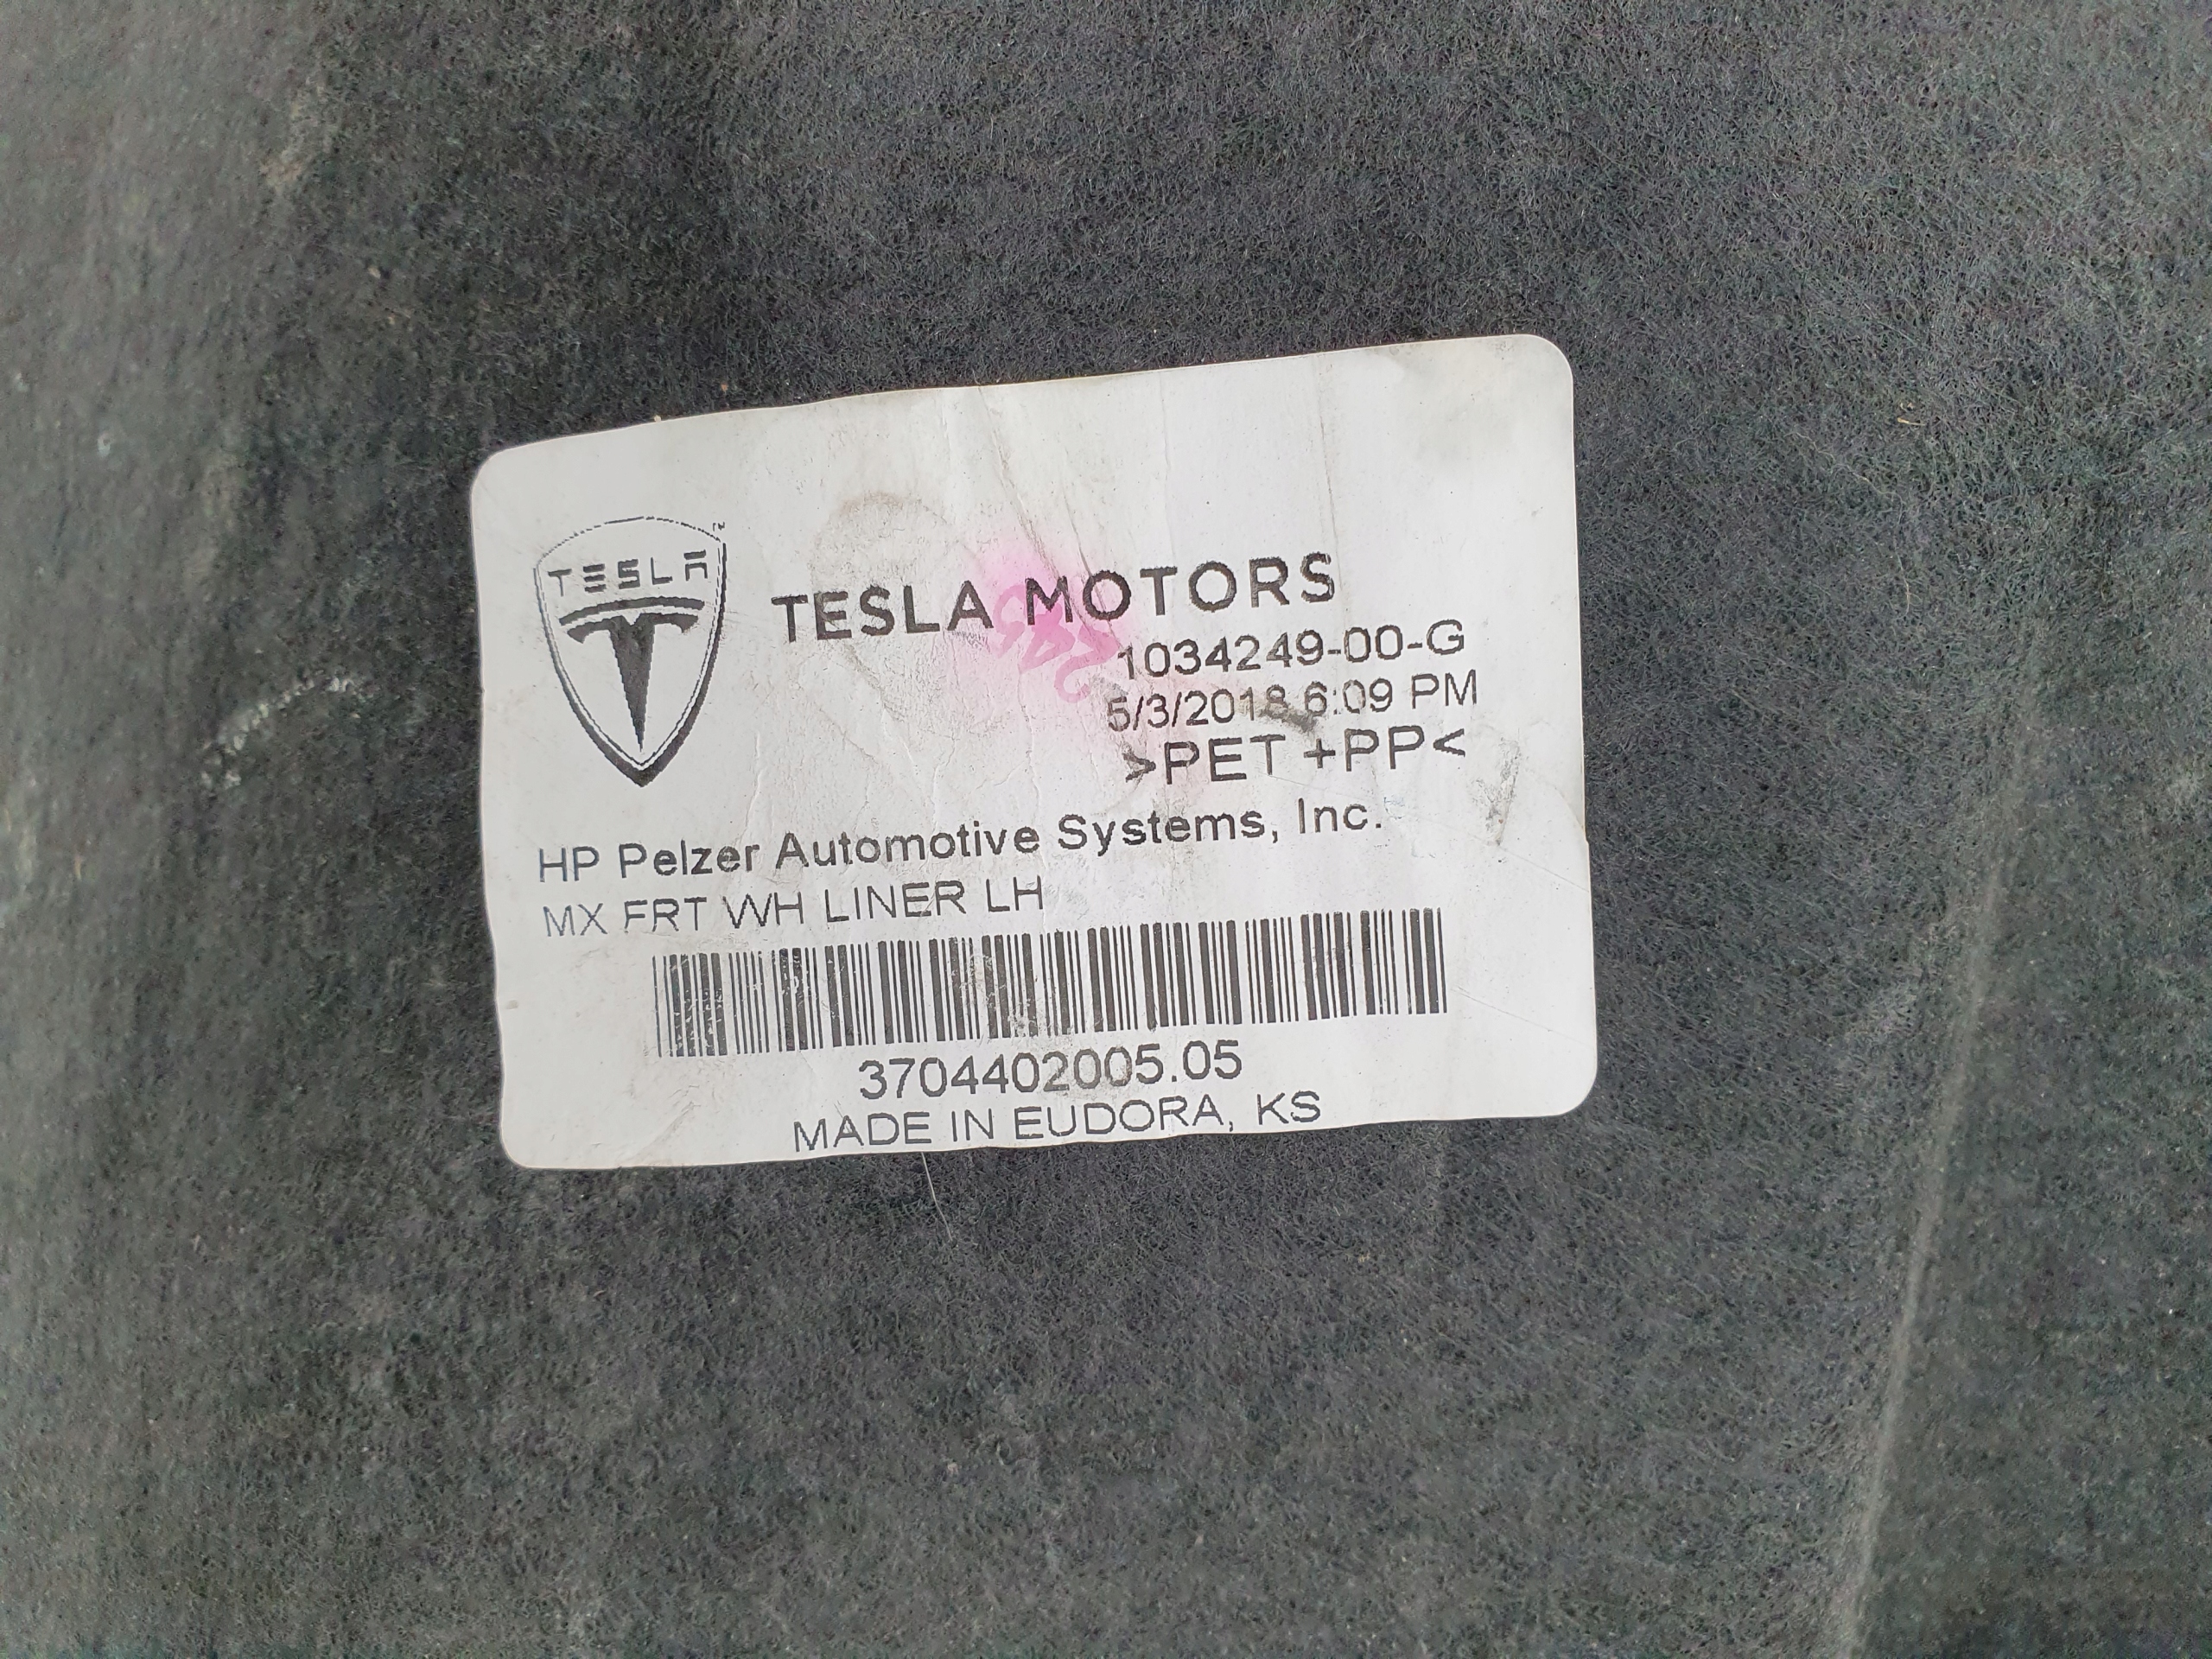 TESLA
TESLA MOTORS
1034249-00-G
5/3/2018 6:09 PM
>PET +PP<
HP Pelzer Automotive Systems, Inc.
MX FRT WH LINER LH
3704402005.05
MADE IN EUDORA, KS